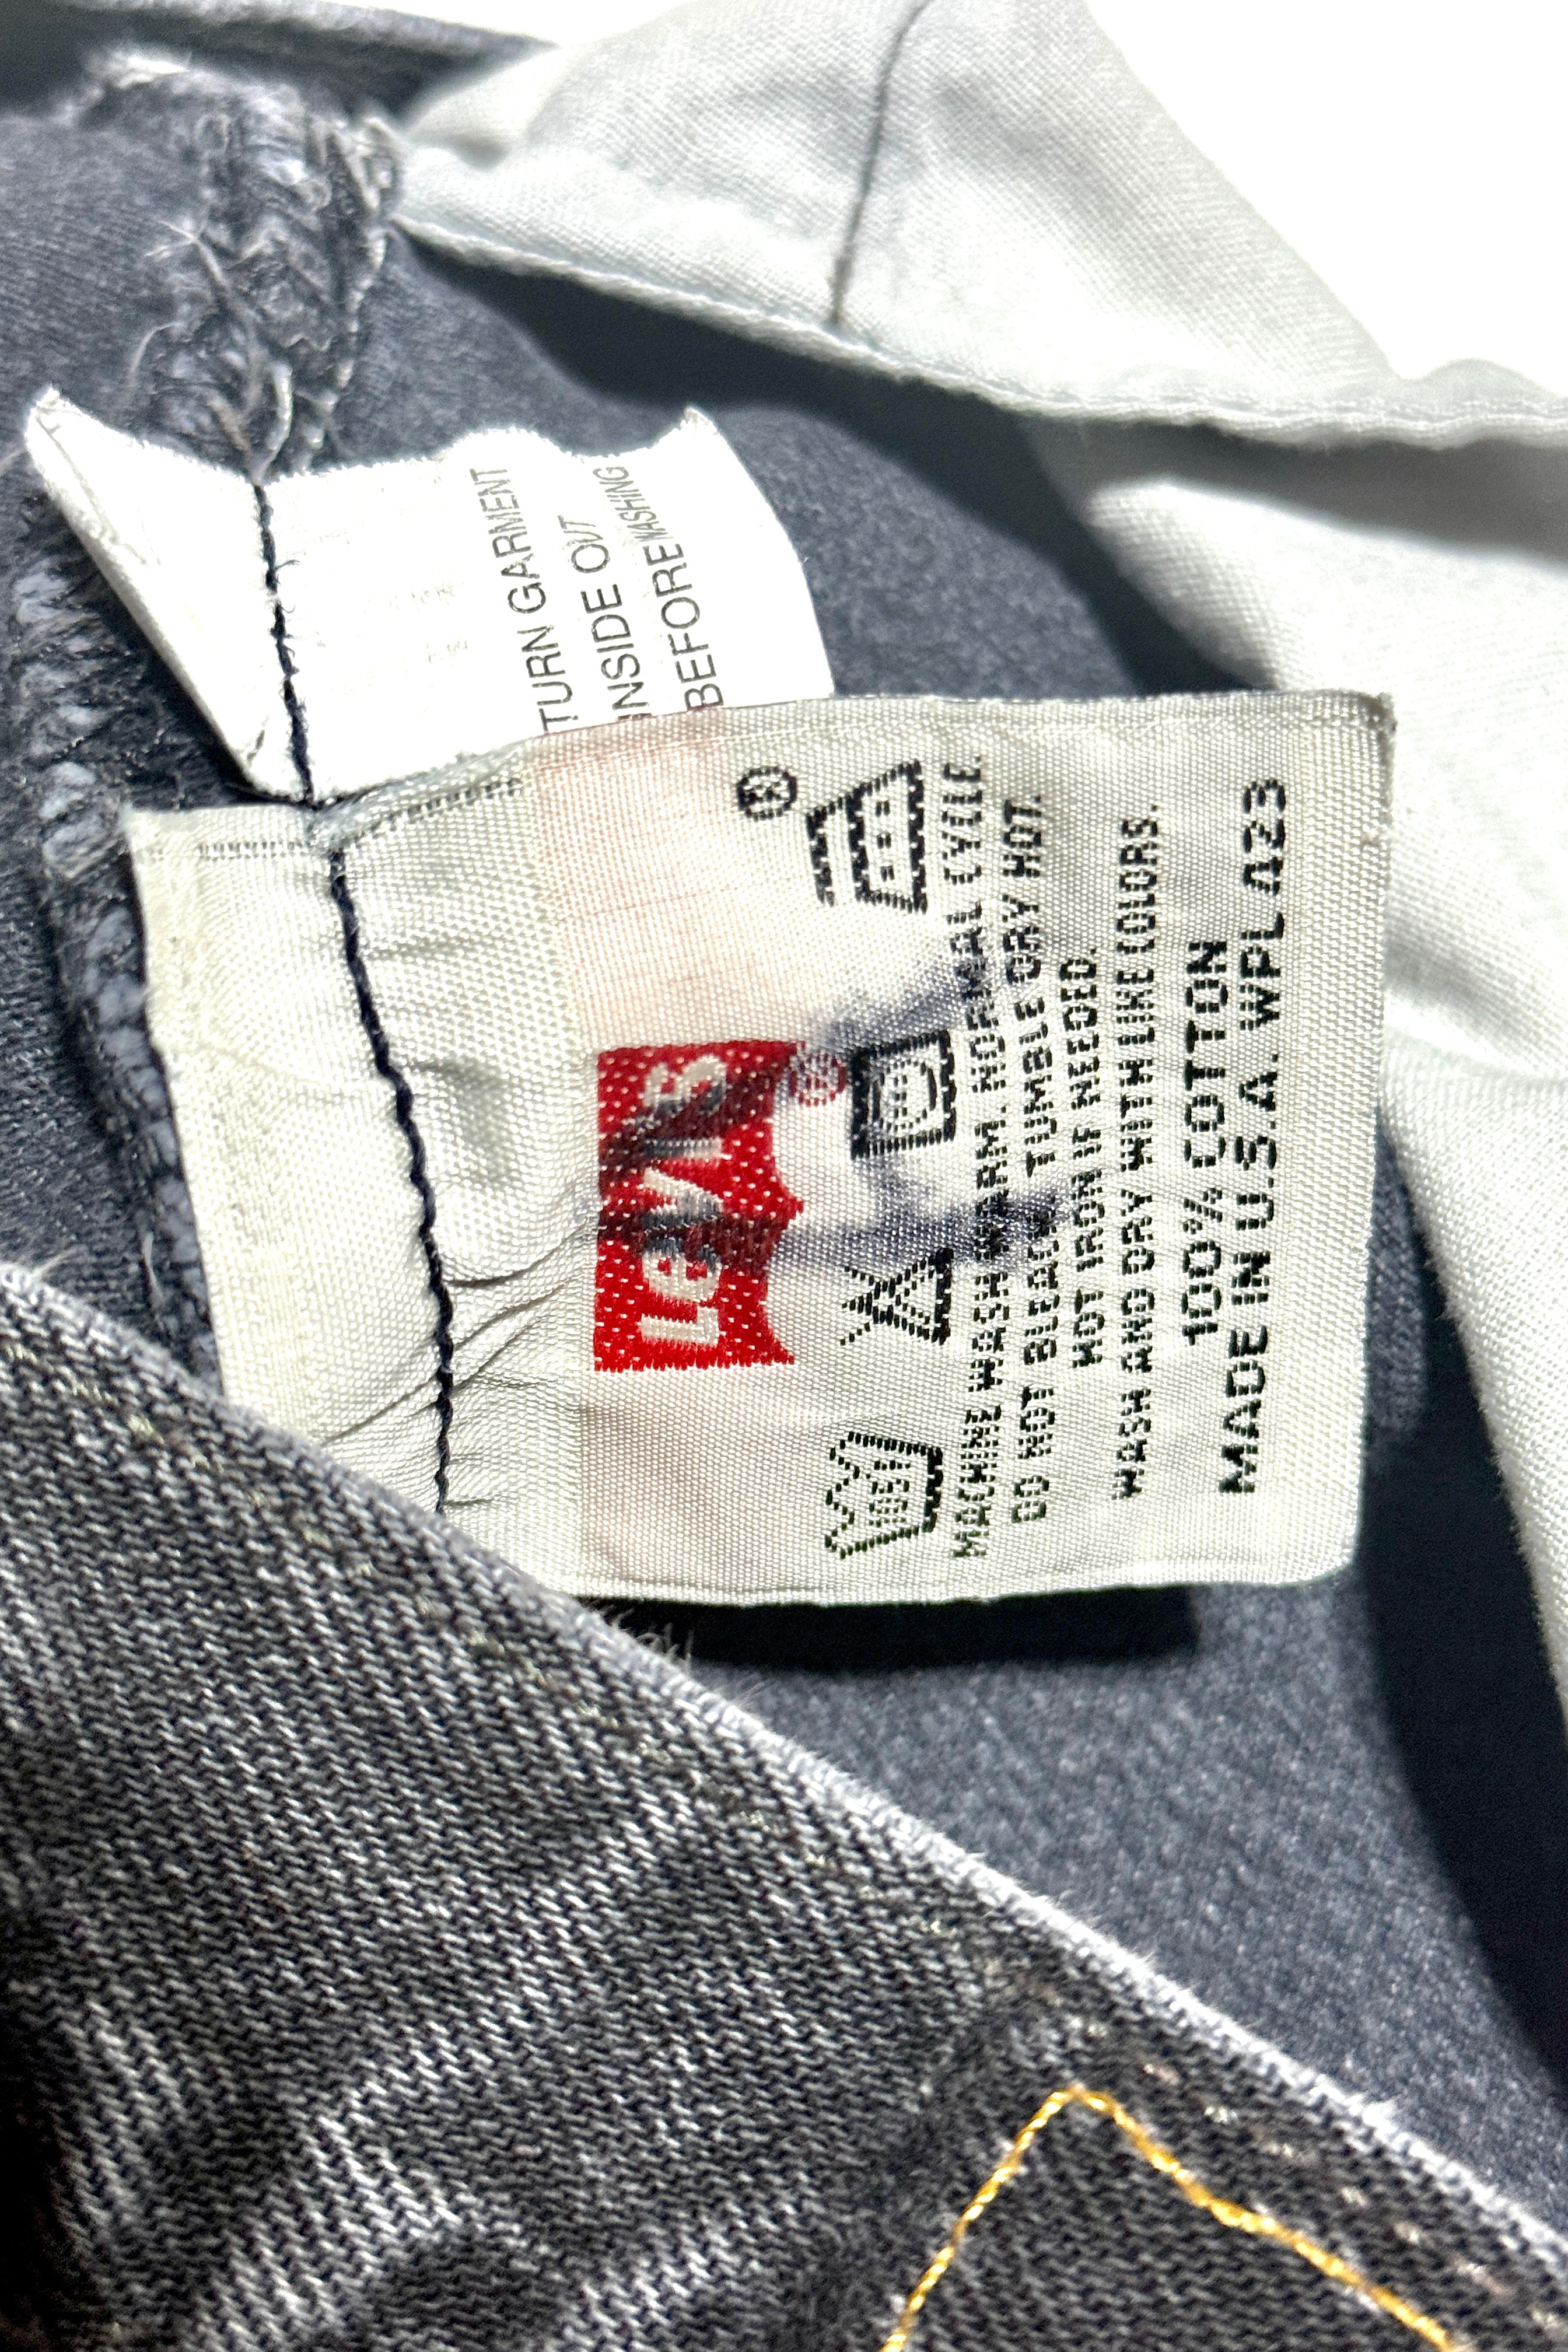 TURN GARMENT
INSIDE OUT
BEFORE WASHING
LEVI'S®
®
105F
MACHINE WASH WARM. NORMAL CYCLE.
DO NOT BLEACH. TUMBLE DRY HOT.
HOT IRON IF NEEDED.
WASH AND DRY WITH LIKE COLORS.
100% COTTON
MADE IN U.S.A. WPL 423